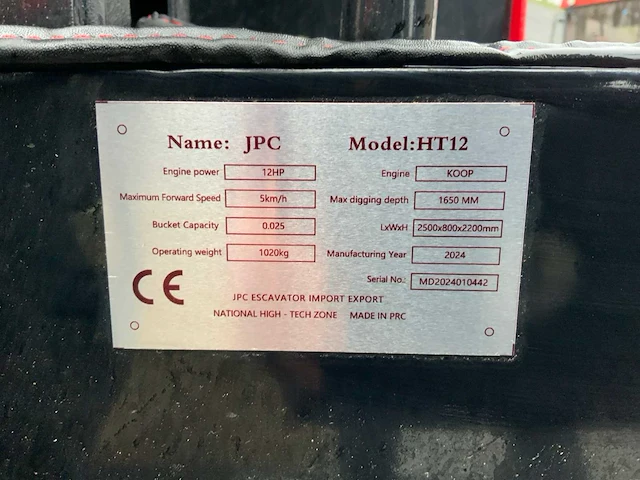 Name: JPC Model:HT12
Engine power 12HP Engine KOOP
Maximum Forward Speed 5km/h Max digging depth 1650 MM
Bucket Capacity 0.025 LxWxH 2500x800x2200mm
Operating weight 1020kg Manufacturing Year 2024
Serial No.: MD2024010442
CE
JPC ESCAVATOR IMPORT EXPORT
NATIONAL HIGH - TECH ZONE MADE IN PRC